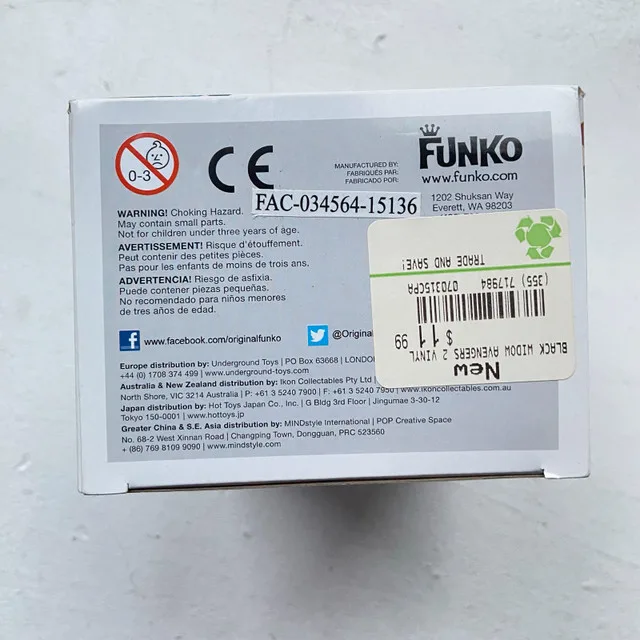 0-3
CE
MANUFACTURED BY:
FABRIQUÉS PAR:
FABRICADO POR:
FUNKO
www.funko.com
1202 Shuksan Way
Everett, WA 98203
FAC-034564-15136
WARNING! Choking Hazard.
May contain small parts.
Not for children under three years of age.
AVERTISSEMENT! Risque d'étouffement.
Peut contenir des petites pièces.
Pas pour les enfants de moins de trois ans.
ADVERTENCIA! Riesgo de asfixia.
Puede contener piezas pequeñas.
No recomendado para niños menores
de tres años de edad.
www.facebook.com/originalfunko
@Origin
New
BLACK WIDOW AVENGERS 2 VINYL
$ 11.99
(355) 717984 070315CPA
TRADE AND SAVE!
Europe distribution by: Underground Toys | PO Box 63668 | LONDON
+44 (0) 1708 374 499 | www.underground-toys.com
Australia & New Zealand distribution by: Ikon Collectables Pty Ltd |
North Shore, VIC 3214 Australia | P+ 61 3 5240 7900 | F+ 61 3 5240 7950 | www.ikoncollectables.com
Japan distribution by: Hot Toys Japan Co., Inc. | G Bldg 3rd Floor | Jingumae 3-30-12
Tokyo 150-0001 | www.hottoys.jp
Greater China & S.E. Asia distribution by: MINDstyle International | POP Creative Space
No. 68-2 West Xinnan Road | Changping Town, Dongguan, PRC 523560
+ (86) 769 8109 9090 | www.mindstyle.com